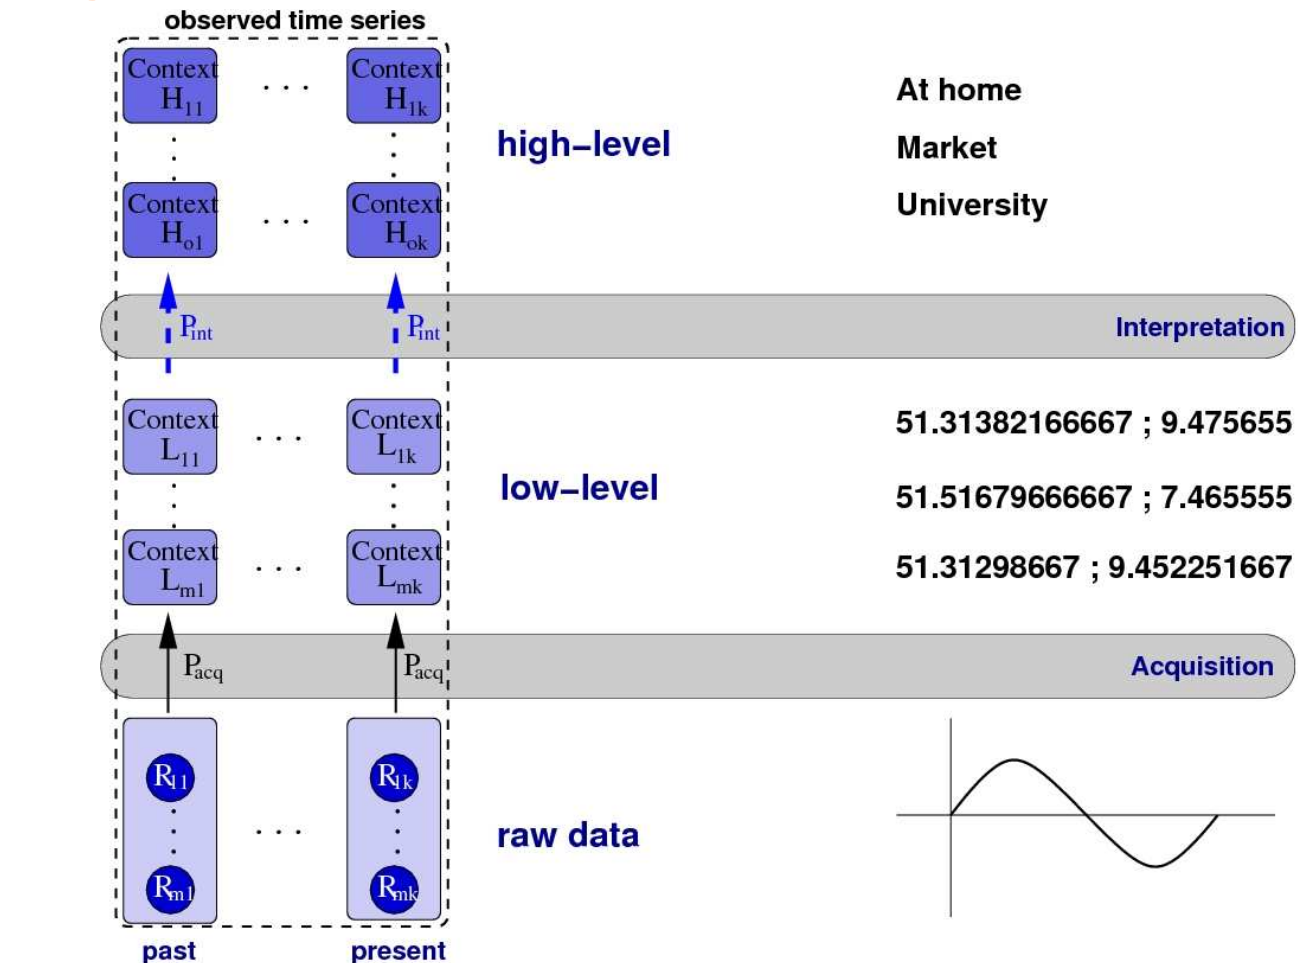 observed time series
Context
H11
. . .
Context
H1k
high–level
At home
Market
University
Context
Ho1
. . .
Context
Hok
Pint
Pint
Interpretation
Context
L11
. . .
Context
L1k
low–level
51.31382166667 ; 9.475655
51.51679666667 ; 7.465555
51.31298667 ; 9.452251667
Context
Lm1
. . .
Context
Lmk
Pacq
Pacq
Acquisition
R11
R1k
. . .
raw data
Rm1
Rmk
past
present